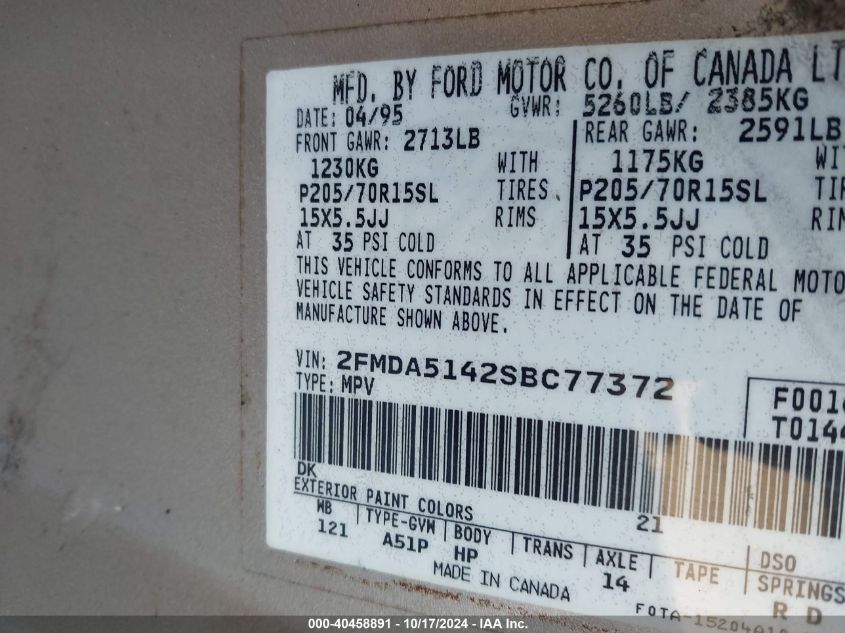 MFD. BY FORD MOTOR CO. OF CANADA
DATE: 04/95 GVWR: 5260LB/ 2385KG
FRONT GAWR: 2713LB REAR GAWR: 2591LB
1230KG WITH 1175KG
P205/70R15SL TIRES. P205/70R15SL
15X5.5JJ RIMS 15X5.5JJ
AT 35 PSI COLD AT 35 PSI COLD
THIS VEHICLE CONFORMS TO ALL APPLICABLE FEDERAL
VEHICLE SAFETY STANDARDS IN EFFECT ON THE DATE OF
MANUFACTURE SHOWN ABOVE.
VIN: 2FMDA5142SBC77372
TYPE: MPV
DK
EXTERIOR PAINT COLORS 21
WB TYPE-GVW BODY TRANS AXLE TAPE DSO
SPRINGS
121 A51P HP 14 R D
MADE IN CANADA
000-40458891 - 10/17/2024 - IAA Inc.